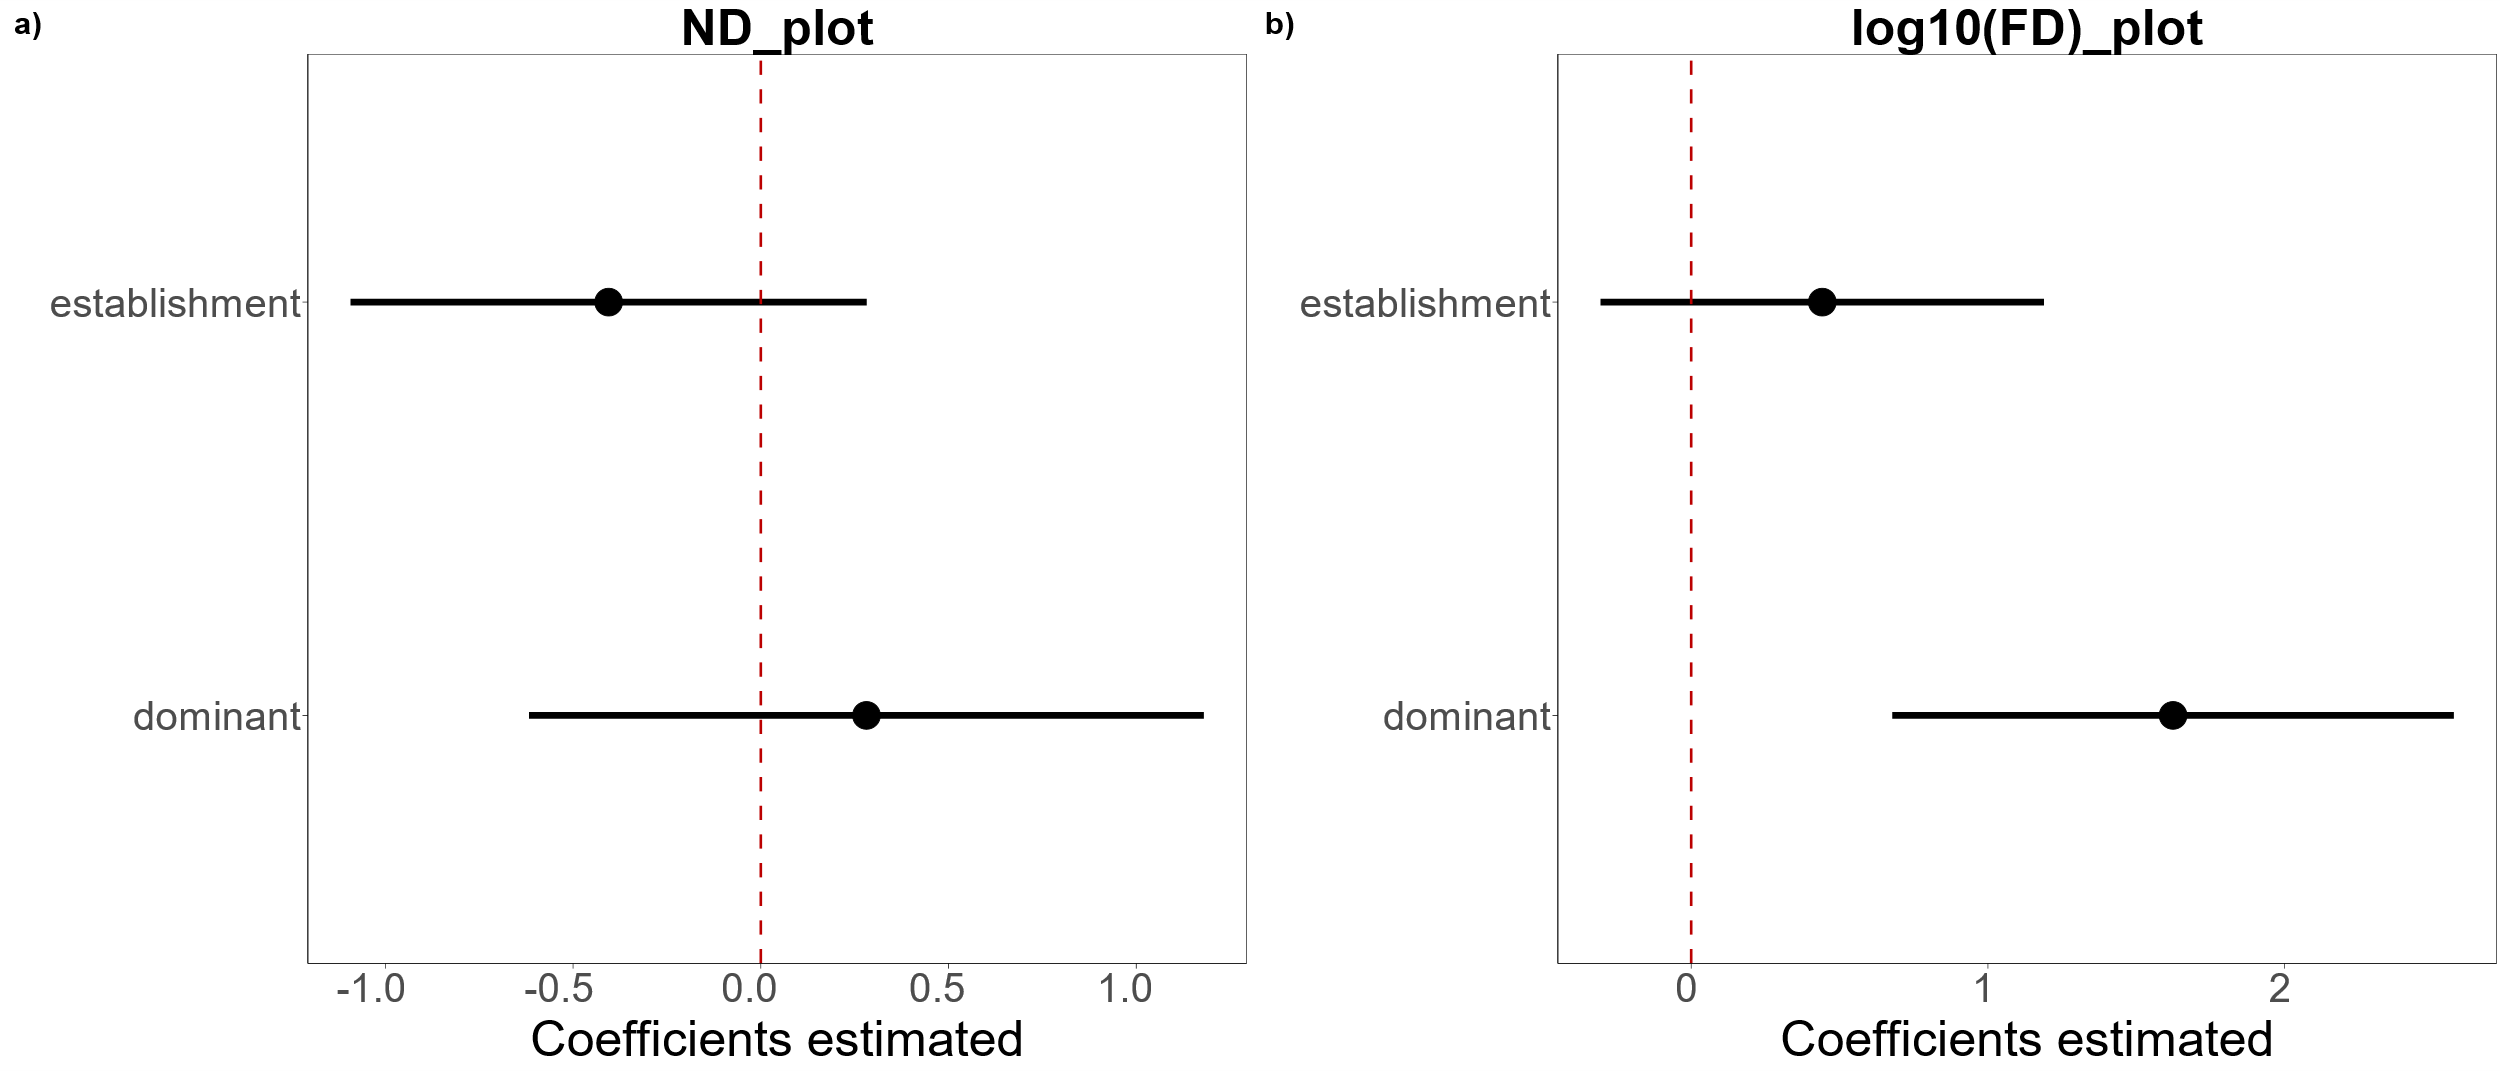 a)
ND_plot
establishment
dominant
-1.0 -0.5 0.0 0.5 1.0
Coefficients estimated
b)
log10(FD)_plot
establishment
dominant
0 1 2
Coefficients estimated